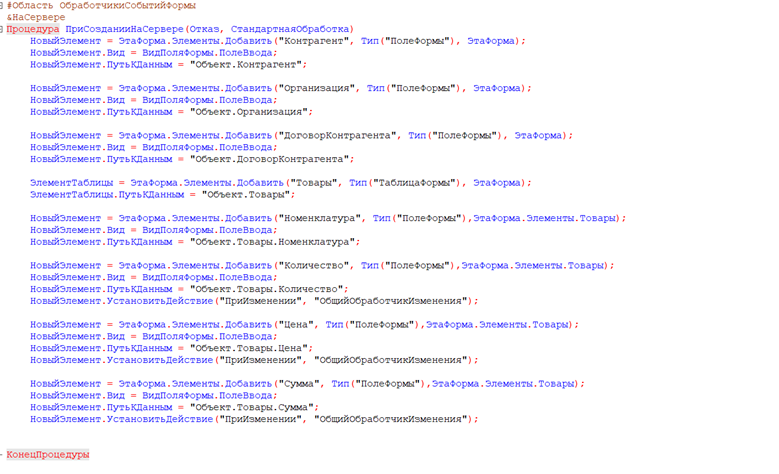 #Область ОбработчикиСобытийФормы
&НаСервере
Процедура ПриСозданииНаСервере(Отказ, СтандартнаяОбработка)
НовыйЭлемент = ЭтаФорма.Элементы.Добавить("Контрагент", Тип("ПолеФормы"), ЭтаФорма);
НовыйЭлемент.Вид = ВидПоляФормы.ПолеВвода;
НовыйЭлемент.ПутьКДанным = "Объект.Контрагент";
НовыйЭлемент = ЭтаФорма.Элементы.Добавить("Организация", Тип("ПолеФормы"), ЭтаФорма);
НовыйЭлемент.Вид = ВидПоляФормы.ПолеВвода;
НовыйЭлемент.ПутьКДанным = "Объект.Организация";
НовыйЭлемент = ЭтаФорма.Элементы.Добавить("ДоговорКонтрагента", Тип("ПолеФормы"), ЭтаФорма);
НовыйЭлемент.Вид = ВидПоляФормы.ПолеВвода;
НовыйЭлемент.ПутьКДанным = "Объект.ДоговорКонтрагента";
ЭлементТаблицы = ЭтаФорма.Элементы.Добавить("Товары", Тип("ТаблицаФормы"), ЭтаФорма);
ЭлементТаблицы.ПутьКДанным = "Объект.Товары";
НовыйЭлемент = ЭтаФорма.Элементы.Добавить("Номенклатура", Тип("ПолеФормы"),ЭтаФорма.Элементы.Товары);
НовыйЭлемент.Вид = ВидПоляФормы.ПолеВвода;
НовыйЭлемент.ПутьКДанным = "Объект.Товары.Номенклатура";
НовыйЭлемент = ЭтаФорма.Элементы.Добавить("Количество", Тип("ПолеФормы"),ЭтаФорма.Элементы.Товары);
НовыйЭлемент.Вид = ВидПоляФормы.ПолеВвода;
НовыйЭлемент.ПутьКДанным = "Объект.Товары.Количество";
НовыйЭлемент.УстановитьДействие("ПриИзменении", "ОбщийОбработчикИзменения");
НовыйЭлемент = ЭтаФорма.Элементы.Добавить("Цена", Тип("ПолеФормы"),ЭтаФорма.Элементы.Товары);
НовыйЭлемент.Вид = ВидПоляФормы.ПолеВвода;
НовыйЭлемент.ПутьКДанным = "Объект.Товары.Цена";
НовыйЭлемент.УстановитьДействие("ПриИзменении", "ОбщийОбработчикИзменения");
НовыйЭлемент = ЭтаФорма.Элементы.Добавить("Сумма", Тип("ПолеФормы"),ЭтаФорма.Элементы.Товары);
НовыйЭлемент.Вид = ВидПоляФормы.ПолеВвода;
НовыйЭлемент.ПутьКДанным = "Объект.Товары.Сумма";
НовыйЭлемент.УстановитьДействие("ПриИзменении", "ОбщийОбработчикИзменения");
КонецПроцедуры